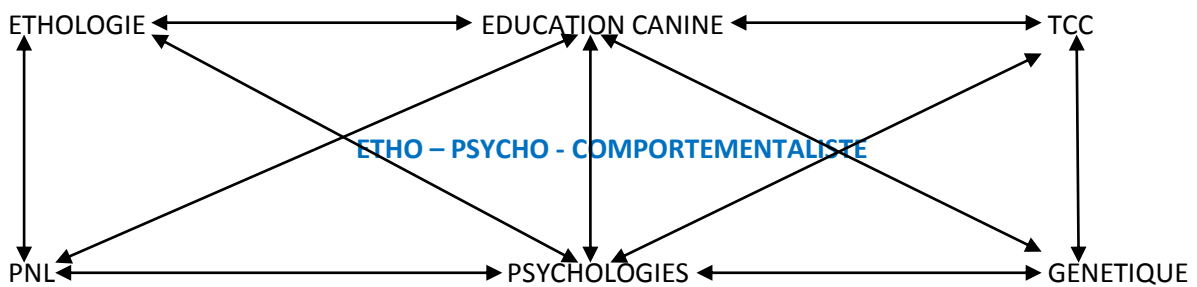 ETHOLOGIE EDUCATION CANINE TCC
ETHO – PSYCHO - COMPORTEMENTALISTE
PNL PSYCHOLOGIES GENETIQUE